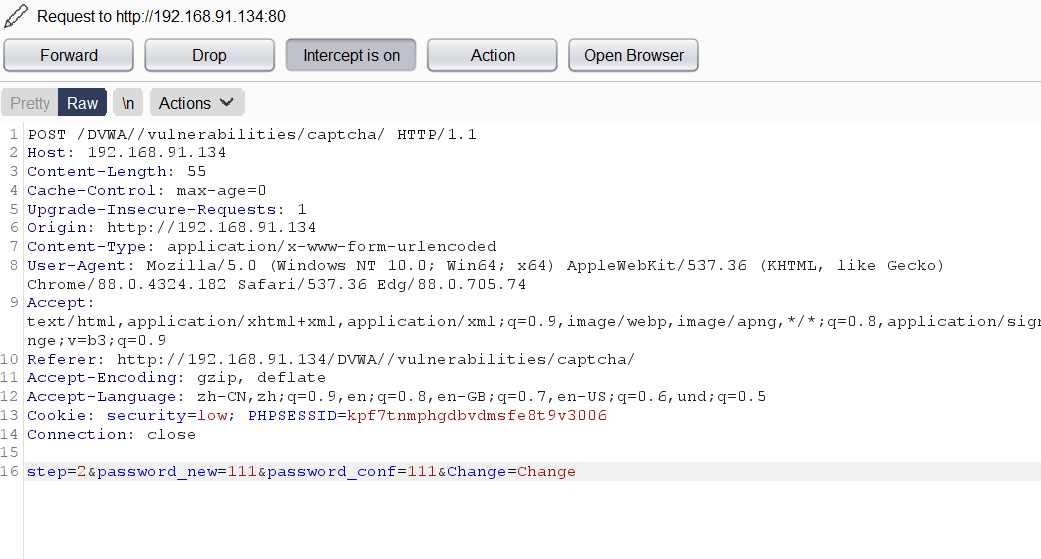 Request to http://192.168.91.134:80
Forward Drop Intercept is on Action Open Browser
Pretty Raw \n Actions
1 POST /DVWA//vulnerabilities/captcha/ HTTP/1.1
2 Host: 192.168.91.134
3 Content-Length: 55
4 Cache-Control: max-age=0
5 Upgrade-Insecure-Requests: 1
6 Origin: http://192.168.91.134
7 Content-Type: application/x-www-form-urlencoded
8 User-Agent: Mozilla/5.0 (Windows NT 10.0; Win64; x64) AppleWebKit/537.36 (KHTML, like Gecko)
Chrome/88.0.4324.182 Safari/537.36 Edg/88.0.705.74
9 Accept:
text/html,application/xhtml+xml,application/xml;q=0.9,image/webp,image/apng,*/*;q=0.8,application/sign
nge;v=b3;q=0.9
10 Referer: http://192.168.91.134/DVWA//vulnerabilities/captcha/
11 Accept-Encoding: gzip, deflate
12 Accept-Language: zh-CN,zh;q=0.9,en;q=0.8,en-GB;q=0.7,en-US;q=0.6,und;q=0.5
13 Cookie: security=low; PHPSESSID=kpf7tnmphgdbvdmsfe8t9v3006
14 Connection: close
15
16 step=2&password_new=111&password_conf=111&Change=Change